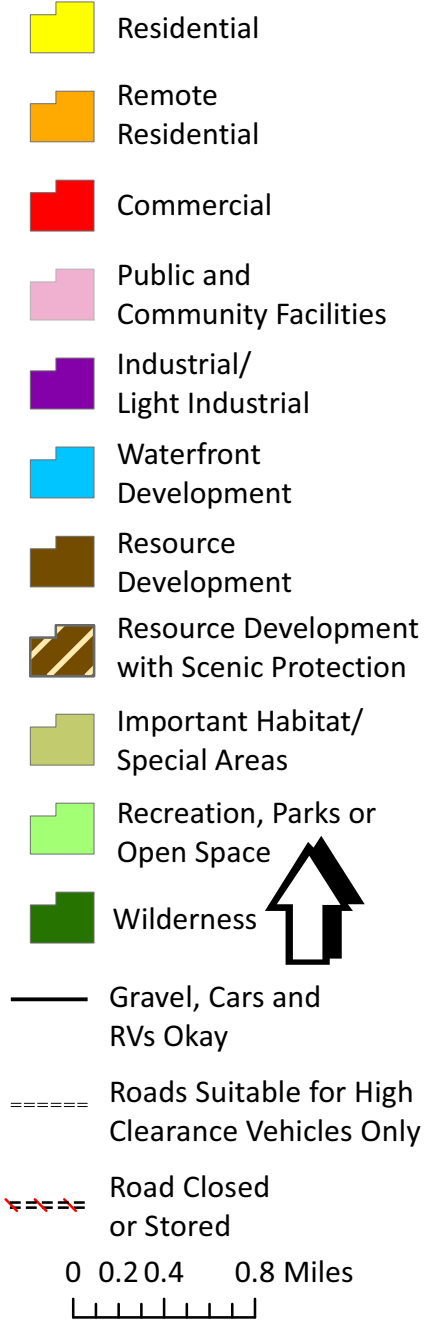 Residential
Remote
Residential
Commercial
Public and
Community Facilities
Industrial/
Light Industrial
Waterfront
Development
Resource
Development
Resource Development
with Scenic Protection
Important Habitat/
Special Areas
Recreation, Parks or
Open Space
Wilderness
Gravel, Cars and
RVs Okay
Roads Suitable for High
Clearance Vehicles Only
Road Closed
or Stored
0 0.2 0.4 0.8 Miles